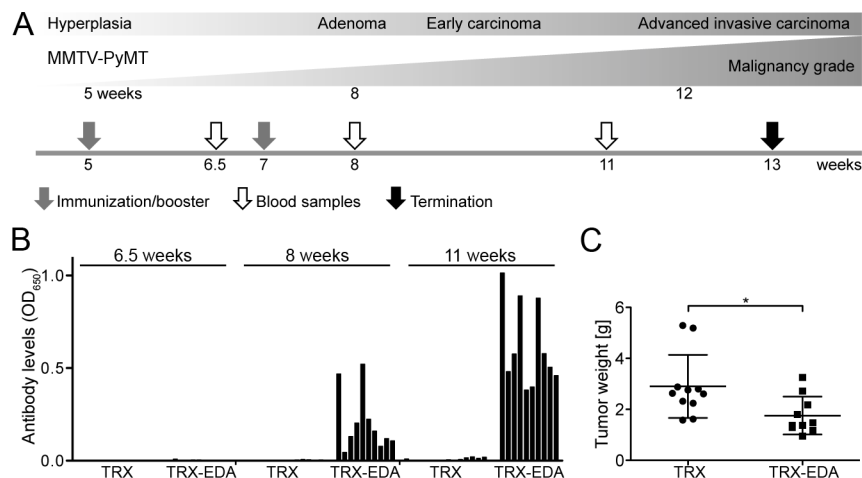 A
Hyperplasia Adenoma Early carcinoma Advanced invasive carcinoma
MMTV-PyMT
Malignancy grade
5 weeks 8 12
5 6.5 7 8 11 13 weeks
Immunization/booster Blood samples Termination
B
6.5 weeks 8 weeks 11 weeks
Antibody levels (OD650)
1.0
0.5
0.0
TRX TRX-EDA TRX TRX-EDA TRX TRX-EDA
C
*
Tumor weight [g]
6
4
2
0
TRX TRX-EDA